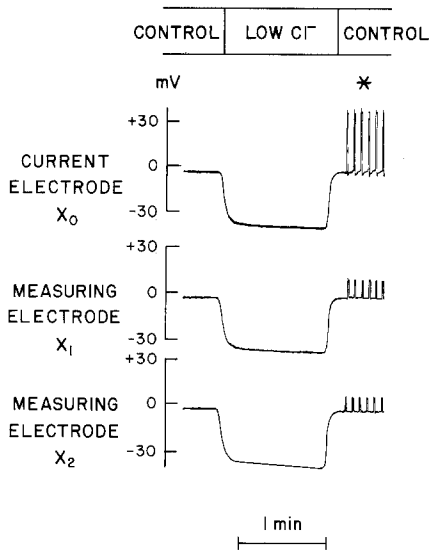 CONTROL LOW Cl⁻ CONTROL
mV *
+30
0
-30
CURRENT
ELECTRODE
X₀
+30
0
-30
MEASURING
ELECTRODE
X₁
+30
0
-30
MEASURING
ELECTRODE
X₂
1 min